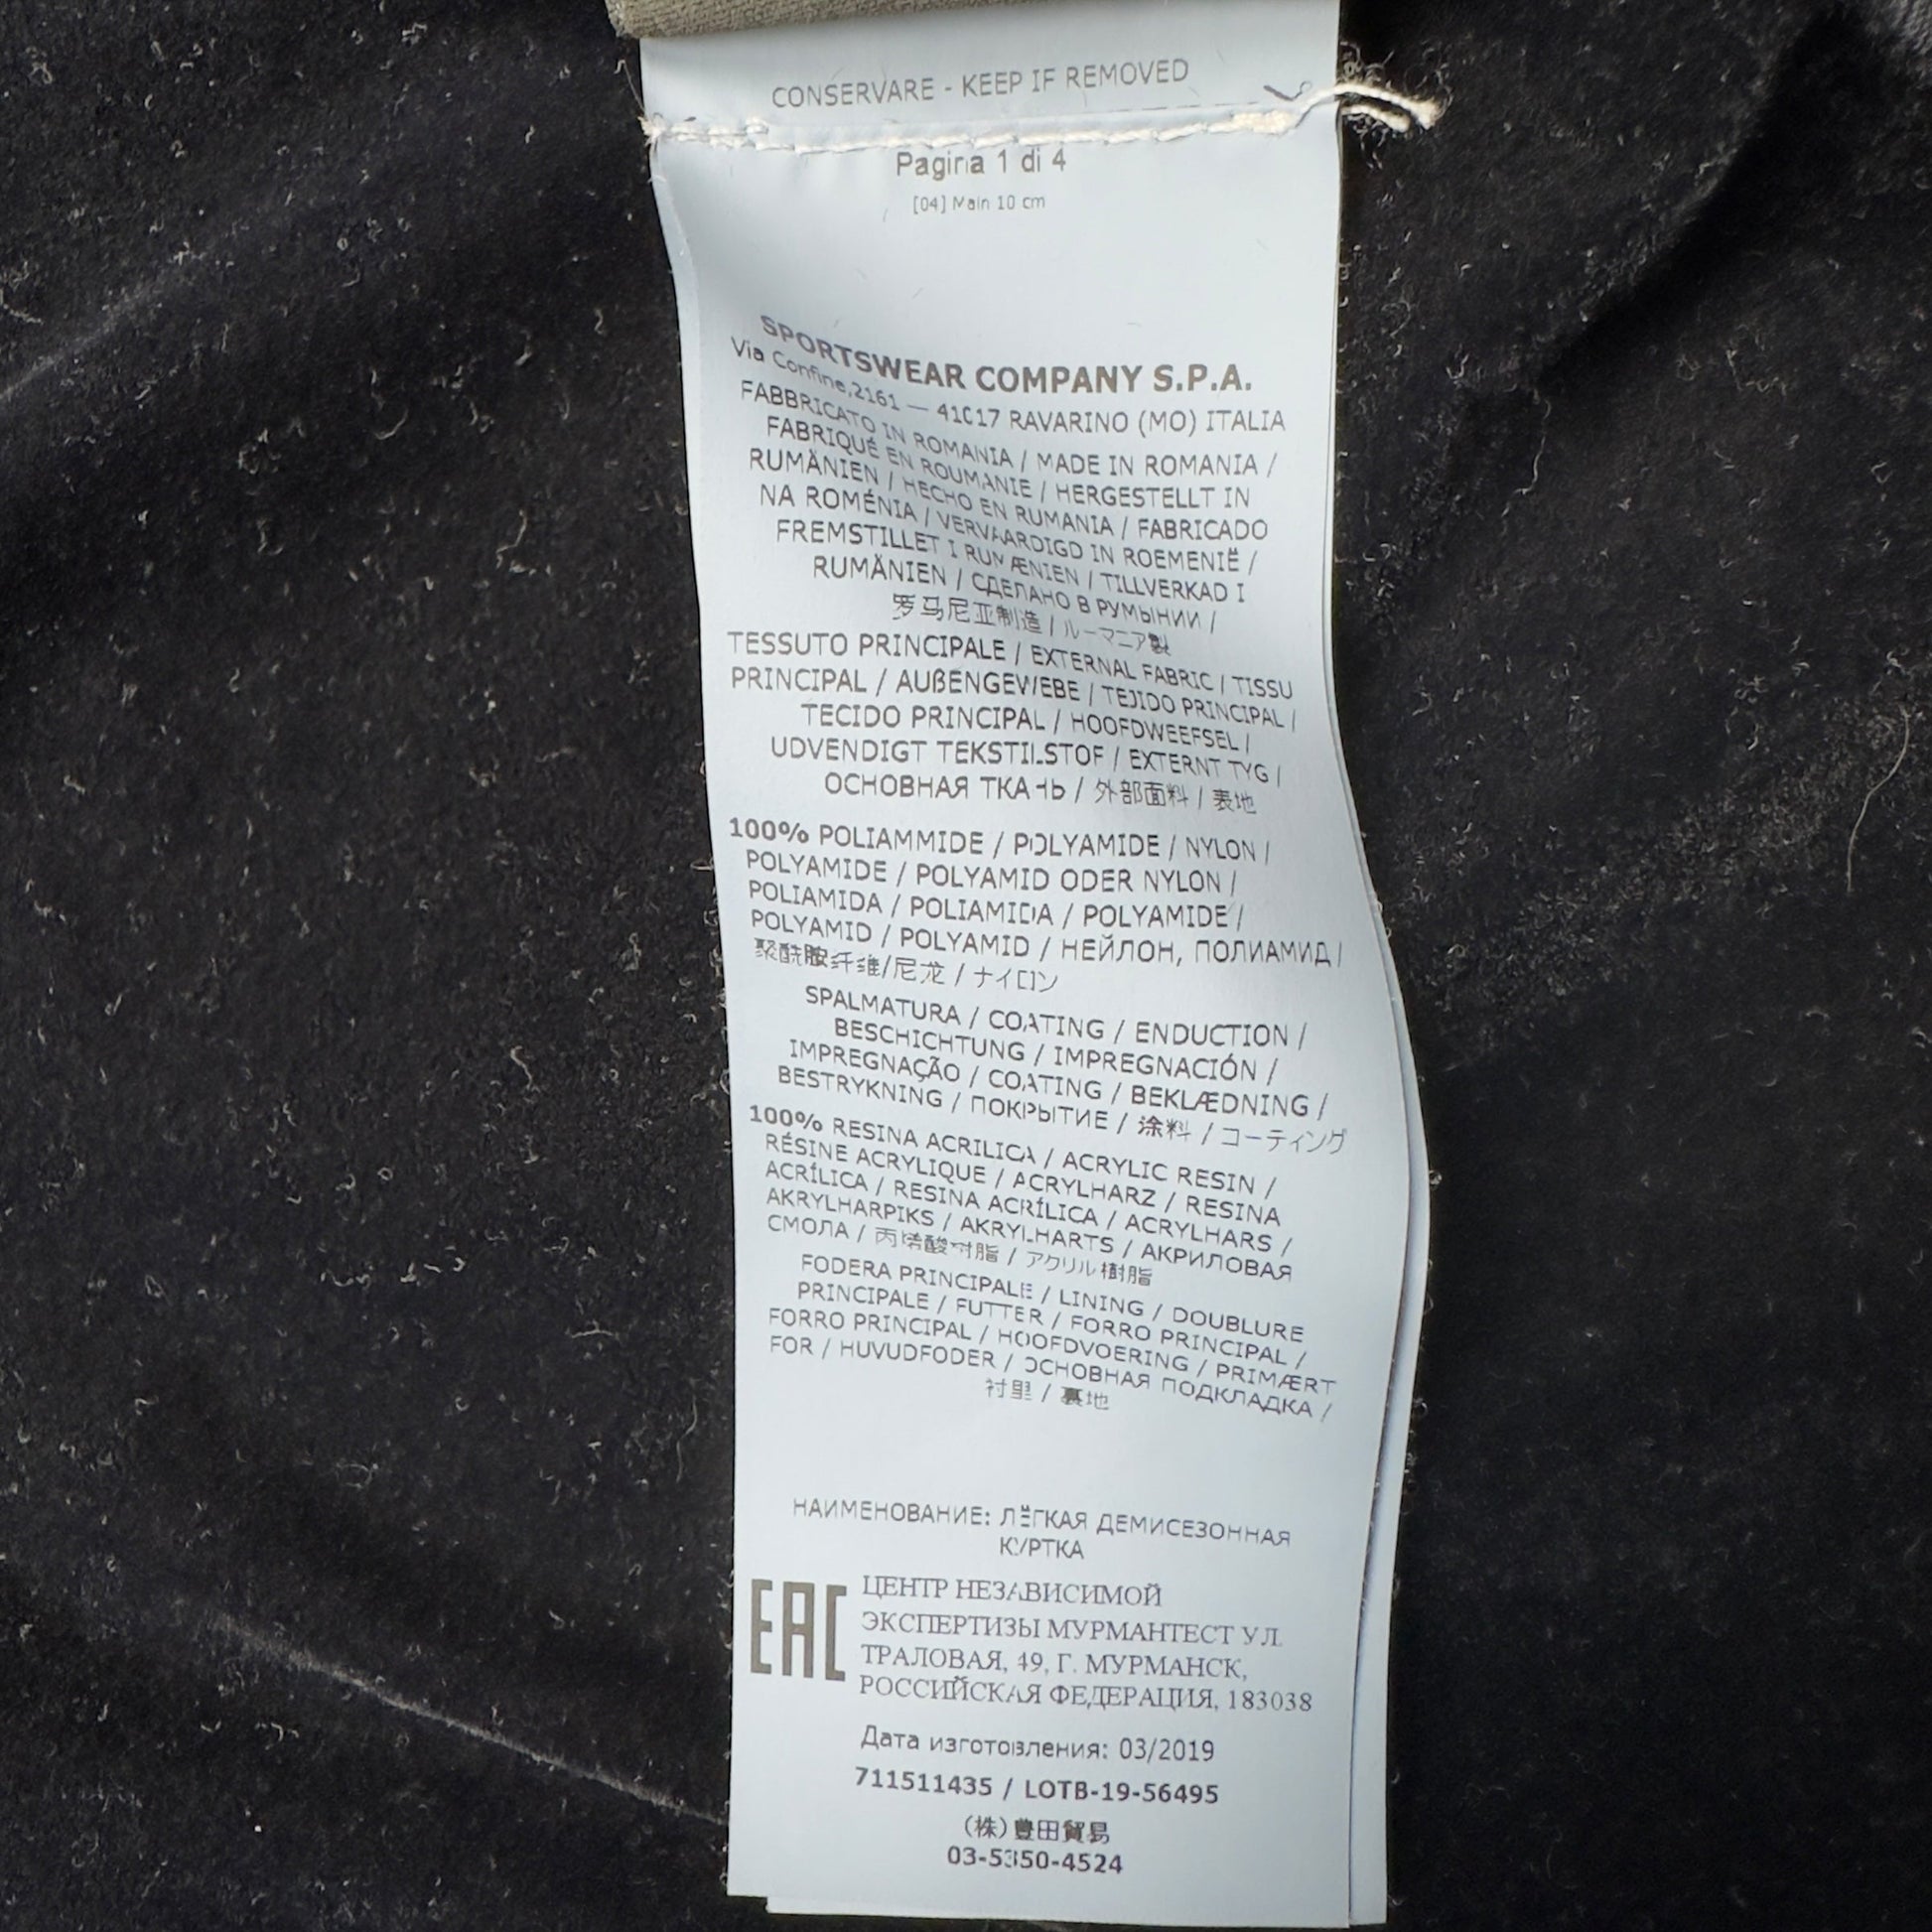 CONSERVARE - KEEP IF REMOVED
Pagina 1 di 4
[04] Main 10 cm
SPORTSWEAR COMPANY S.P.A.
Via Confine,2161 — 41017 RAVARINO (MO) ITALIA
FABBRICATO IN ROMANIA / MADE IN ROMANIA /
FABRIQUÉ EN ROUMANIE / HERGESTELLT IN
RUMÄNIEN / HECHO EN RUMANIA / FABRICADO
NA ROMÉNIA / VERVAARDIGD IN ROEMENIË /
FREMSTILLET I RUMÆNIEN / TILLVERKAD I
RUMÄNIEN / СДЕЛАНО В РУМЫНИИ /
罗马尼亚制造 / ルーマニア製
TESSUTO PRINCIPALE / EXTERNAL FABRIC / TISSU
PRINCIPAL / AUßENGEWEBE / TEJIDO PRINCIPAL /
TECIDO PRINCIPAL / HOOFDWEEFSEL /
UDVENDIGT TEKSTILSTOF / EXTERNT TYG /
ОСНОВНАЯ ТКАНЬ / 外部面料 / 表地
100% POLIAMMIDE / POLYAMIDE / NYLON /
POLYAMIDE / POLYAMID ODER NYLON /
POLIAMIDA / POLIAMIDA / POLYAMIDE /
POLYAMID / POLYAMID / НЕЙЛОН, ПОЛИАМИД /
聚酰胺纤维/尼龙 / ナイロン
SPALMATURA / COATING / ENDUCTION /
BESCHICHTUNG / IMPREGNACIÓN /
IMPREGNAÇÃO / COATING / BEKLÆDNING /
BESTRYKNING / ПОКРЫТИЕ / 涂料 / コーティング
100% RESINA ACRILICA / ACRYLIC RESIN /
RÉSINE ACRYLIQUE / ACRYLHARZ / RESINA
ACRÍLICA / RESINA ACRÍLICA / ACRYLHARS /
AKRYLHARPIKS / AKRYLHARTS / АКРИЛОВАЯ
СМОЛА / 丙烯酸树脂 / アクリル樹脂
FODERA PRINCIPALE / LINING / DOUBLURE
PRINCIPALE / FUTTER / FORRO PRINCIPAL /
FORRO PRINCIPAL / HOOFDVOERING / PRIMÆRT
FOR / HUVUDFODER / ОСНОВНАЯ ПОДКЛАДКА /
衬里 / 裏地
НАИМЕНОВАНИЕ: ЛЁГКАЯ ДЕМИСЕЗОННАЯ
КУРТКА
EAC
ЦЕНТР НЕЗАВИСИМОЙ
ЭКСПЕРТИЗЫ МУРМАНТЕСТ УЛ.
ТРАЛОВАЯ, 49, Г. МУРМАНСК,
РОССИЙСКАЯ ФЕДЕРАЦИЯ, 183038
Дата изготовления: 03/2019
711511435 / LOTB-19-56495
(株)豊田貿易
03-5350-4524